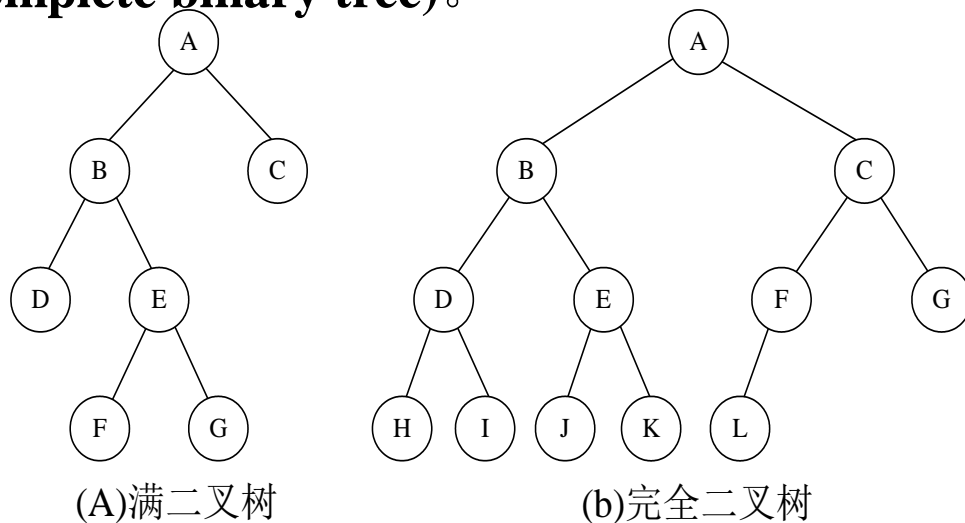 mplete binary tree)。
A A
B C B C
D E D E F G
F G H I J K L
(A)满二叉树 (b)完全二叉树